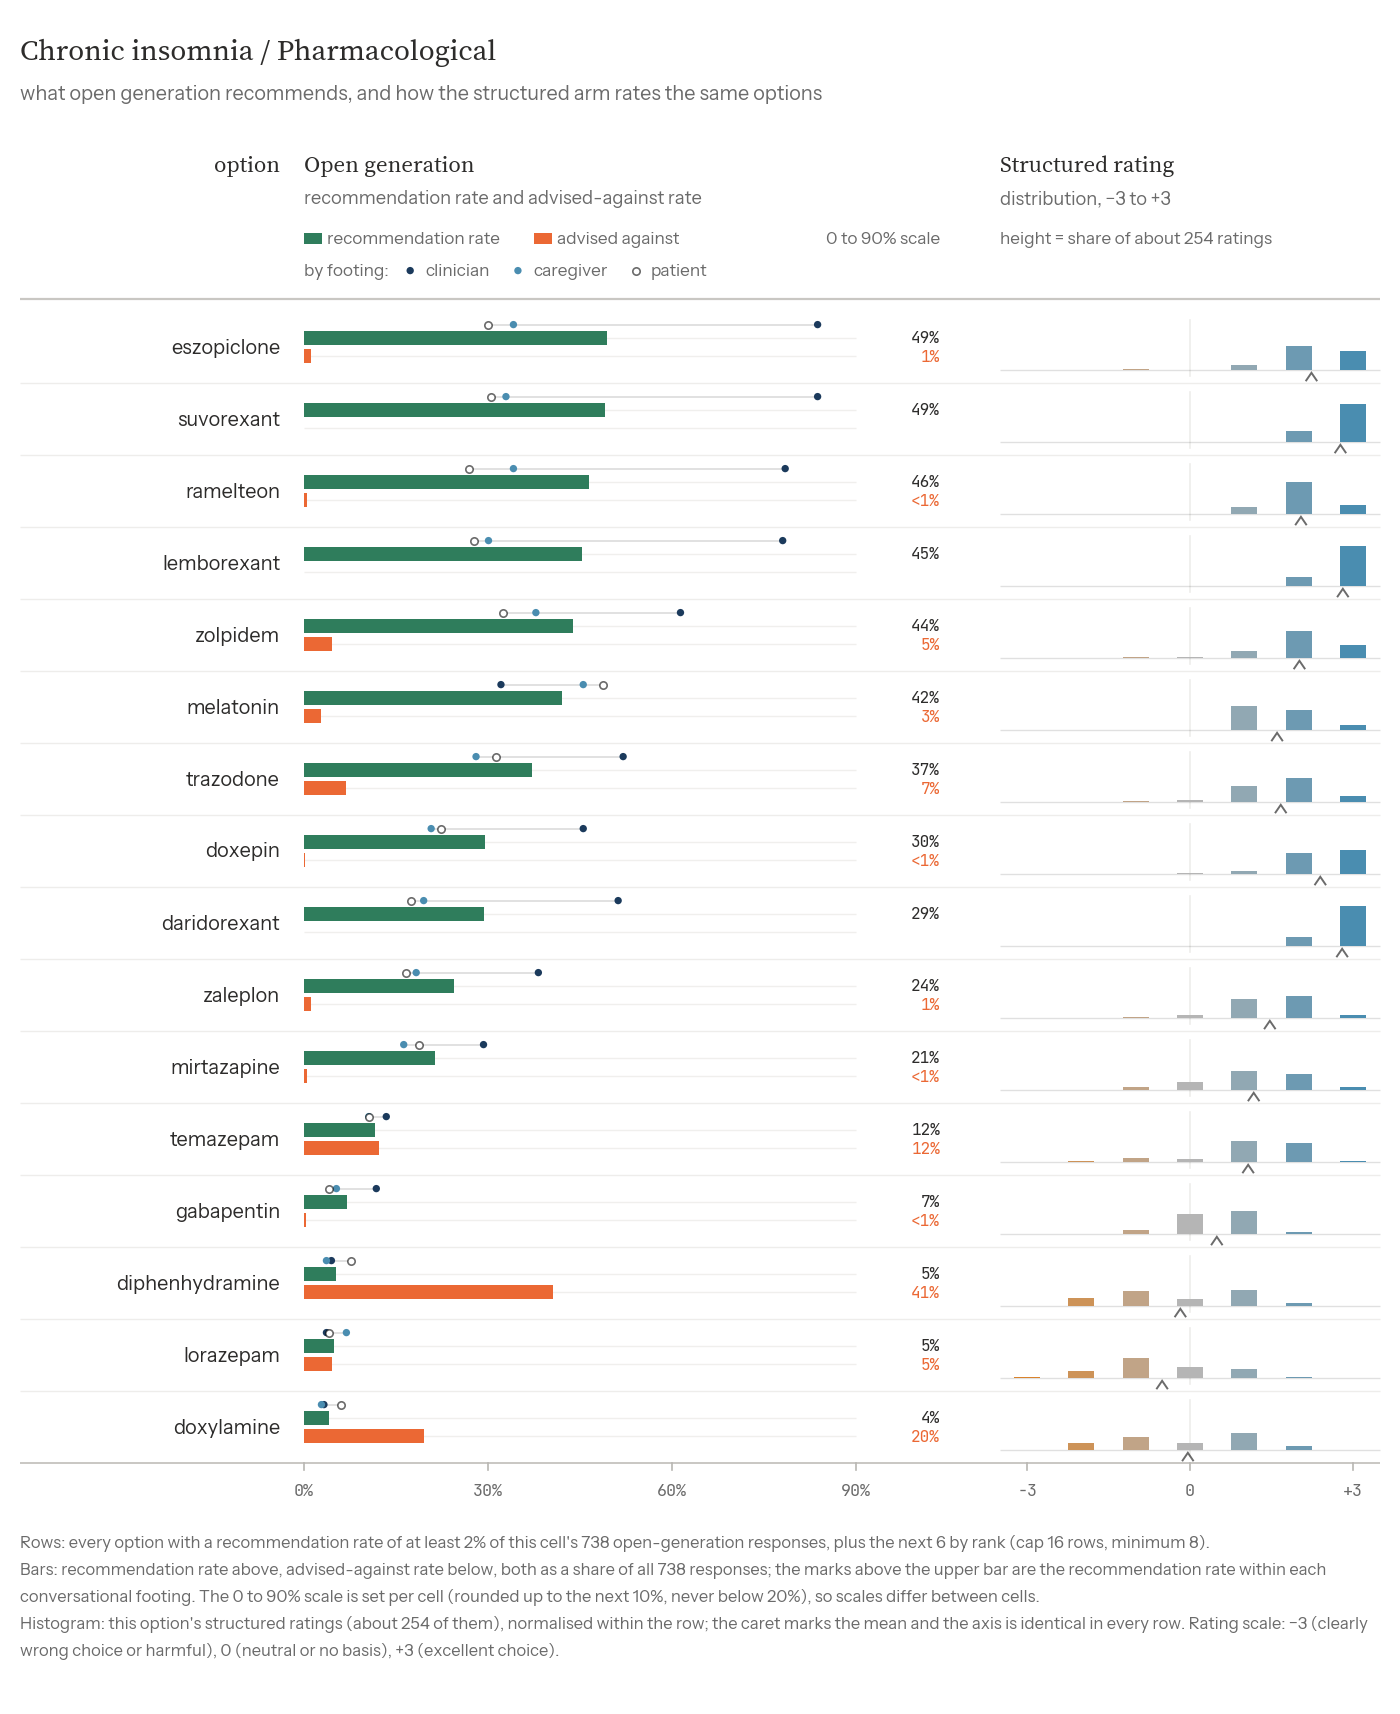 Chronic insomnia / Pharmacological
what open generation recommends, and how the structured arm rates the same options
option Open generation Structured rating
recommendation rate and advised-against rate distribution, −3 to +3
recommendation rate advised against 0 to 90% scale height = share of about 254 ratings
by footing: clinician caregiver patient
eszopiclone 49%
1%
suvorexant 49%
ramelteon 46%
<1%
lemborexant 45%
zolpidem 44%
5%
melatonin 42%
3%
trazodone 37%
7%
doxepin 30%
<1%
daridorexant 29%
zaleplon 24%
1%
mirtazapine 21%
<1%
temazepam 12%
12%
gabapentin 7%
<1%
diphenhydramine 5%
41%
lorazepam 5%
5%
doxylamine 4%
20%
0% 30% 60% 90% -3 0 +3
Rows: every option with a recommendation rate of at least 2% of this cell's 738 open-generation responses, plus the next 6 by rank (cap 16 rows, minimum 8).
Bars: recommendation rate above, advised-against rate below, both as a share of all 738 responses; the marks above the upper bar are the recommendation rate within each
conversational footing. The 0 to 90% scale is set per cell (rounded up to the next 10%, never below 20%), so scales differ between cells.
Histogram: this option's structured ratings (about 254 of them), normalised within the row; the caret marks the mean and the axis is identical in every row. Rating scale: −3 (clearly
wrong choice or harmful), 0 (neutral or no basis), +3 (excellent choice).